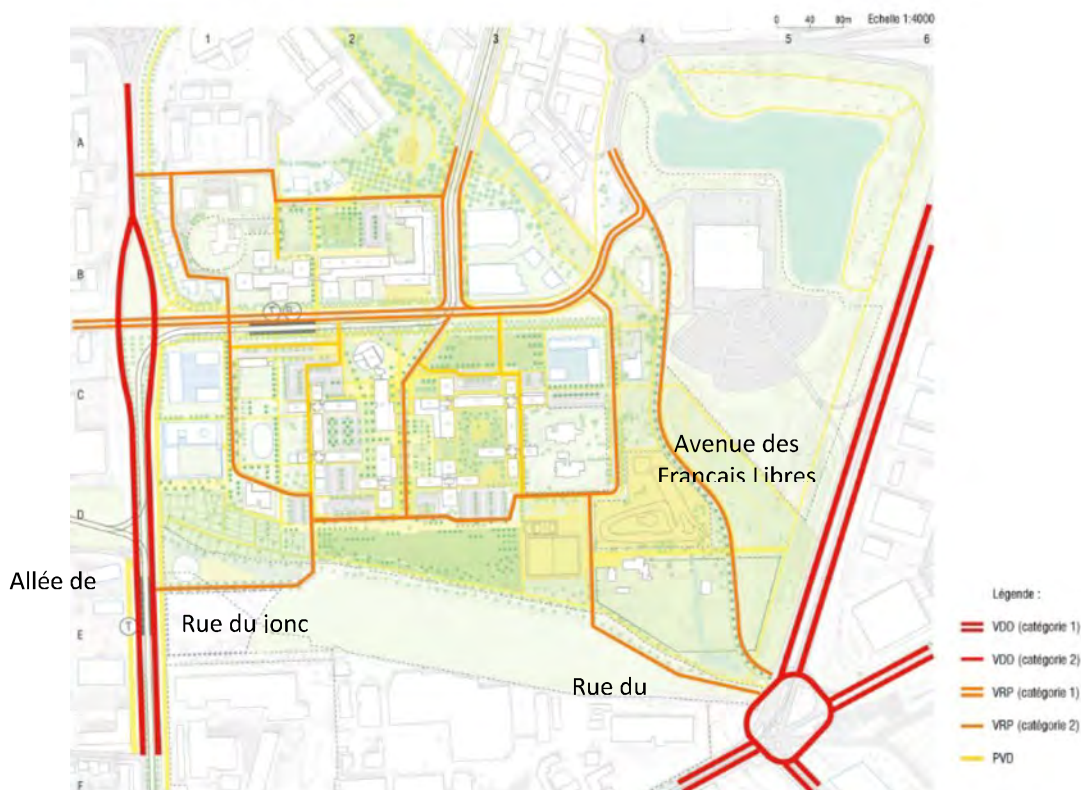 0 40 80m Echelle 1:4000
1 2 3 4 5 6
A
B
T
C
Avenue des
Français Libres
D
Allée de
E
T
Rue du jonc
Rue du
F
Légende :
VDD (catégorie 1)
VDD (catégorie 2)
VRP (catégorie 1)
VRP (catégorie 2)
PVD